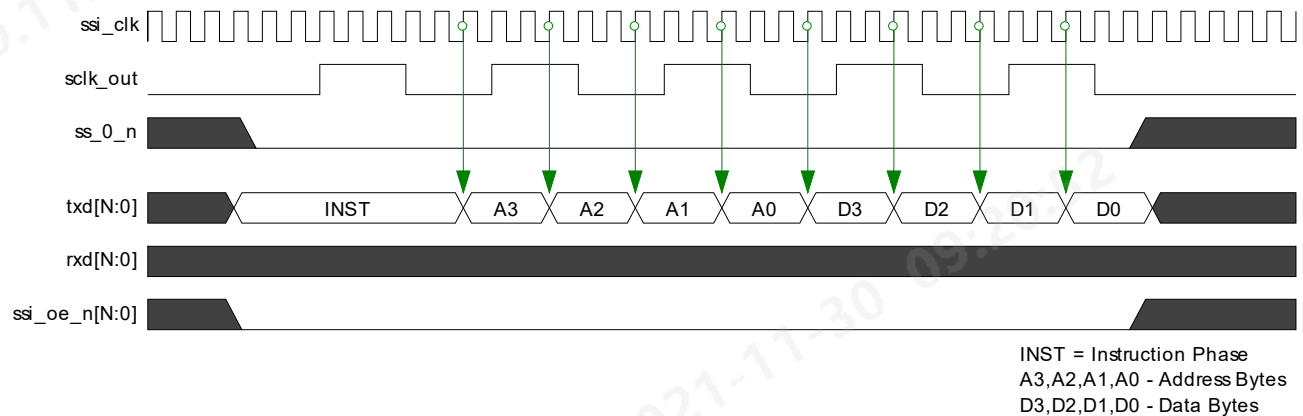 ssi_clk
sclk_out
ss_0_n
txd[N:0] INST A3 A2 A1 A0 D3 D2 D1 D0
rxd[N:0]
ssi_oe_n[N:0]
INST = Instruction Phase
A3,A2,A1,A0 - Address Bytes
D3,D2,D1,D0 - Data Bytes